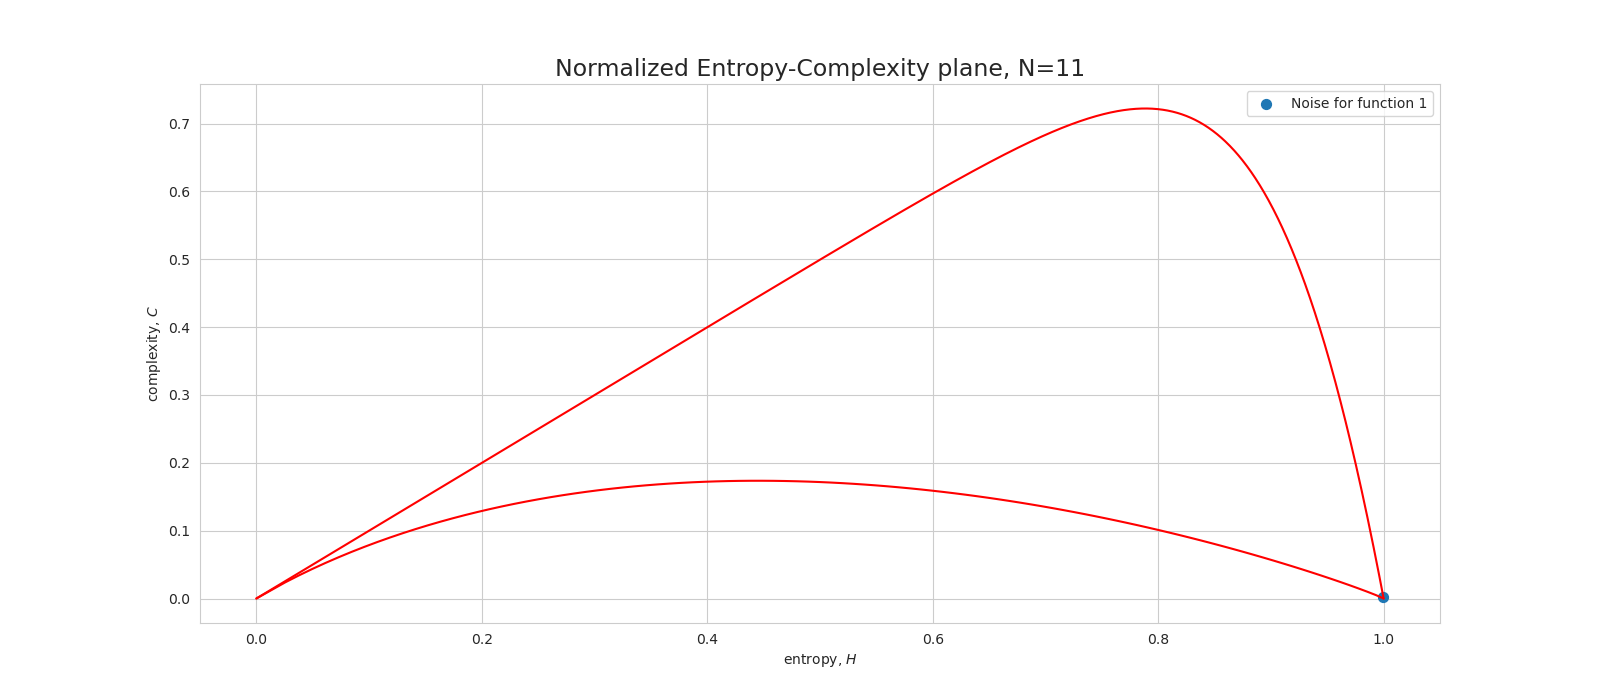 Normalized Entropy-Complexity plane, N=11
Noise for function 1
0.7
0.6
0.5
0.4
0.3
0.2
0.1
0.0
complexity, C
0.0 0.2 0.4 0.6 0.8 1.0
entropy, H